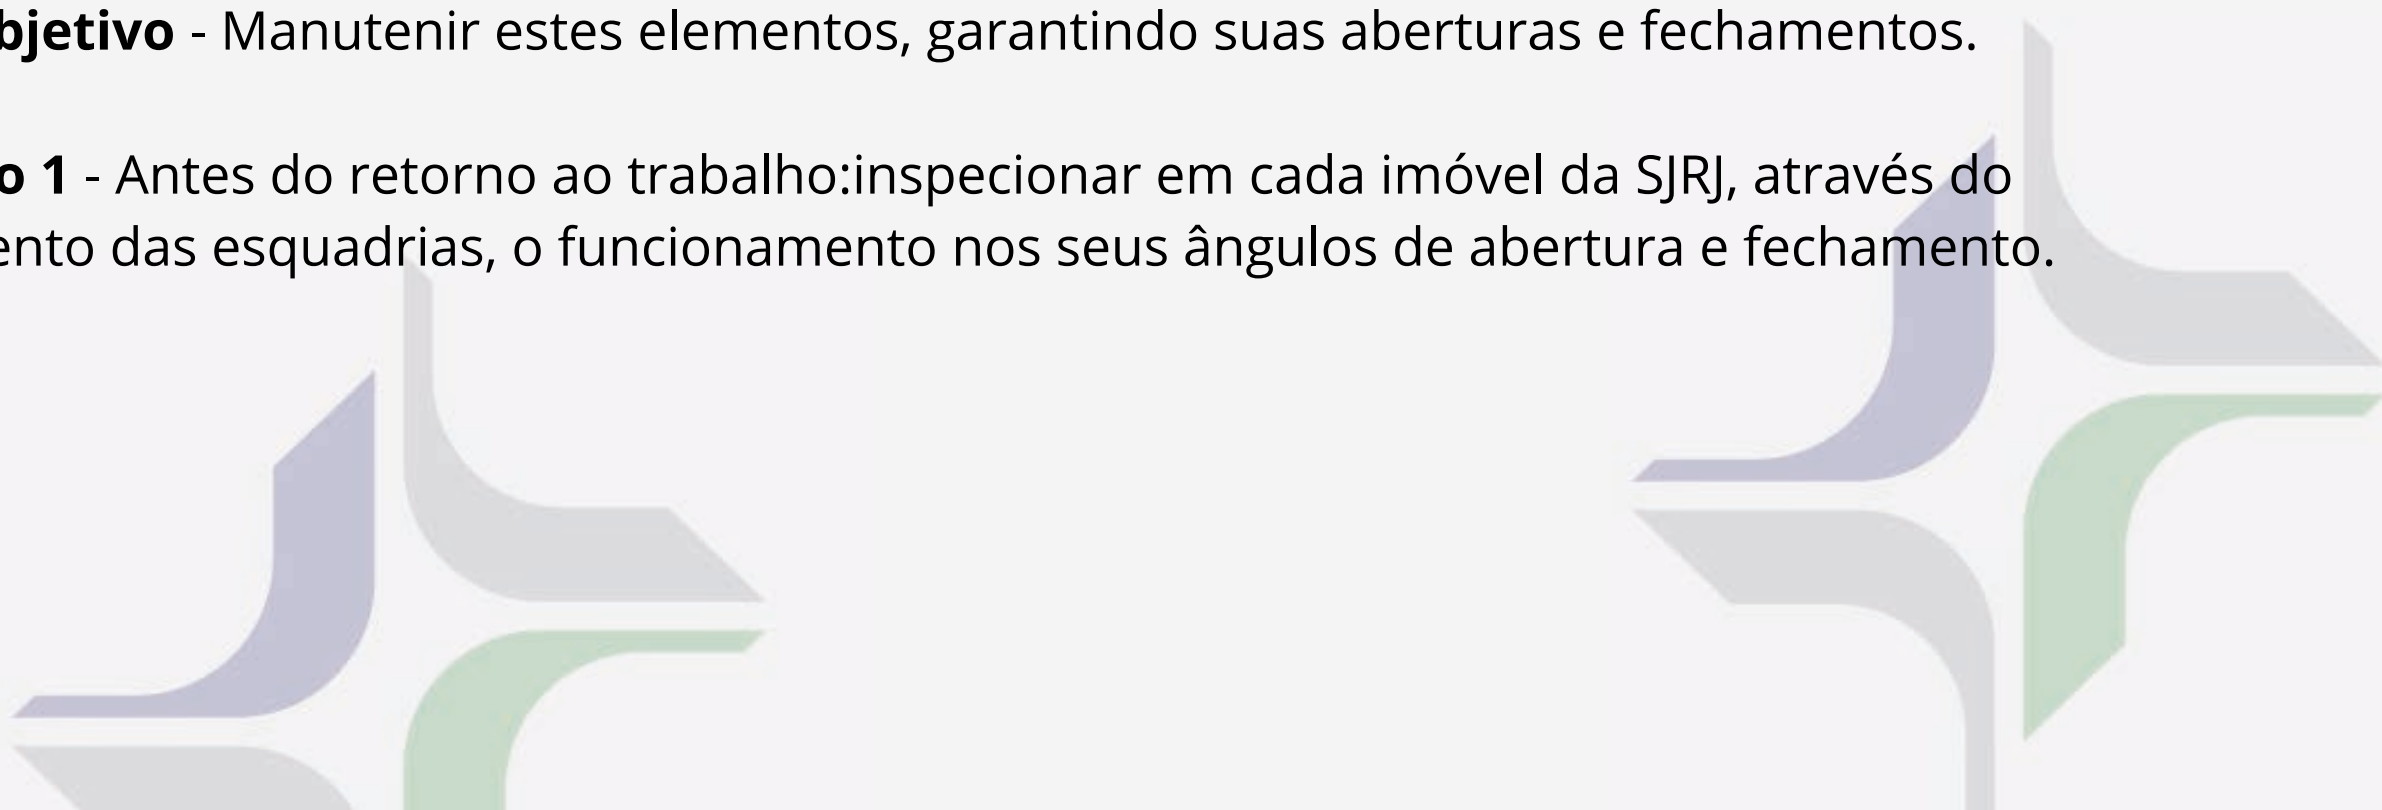 bjetivo - Manutenir estes elementos, garantindo suas aberturas e fechamentos.
o 1 - Antes do retorno ao trabalho:inspecionar em cada imóvel da SJRJ, através do
ento das esquadrias, o funcionamento nos seus ângulos de abertura e fechamento.